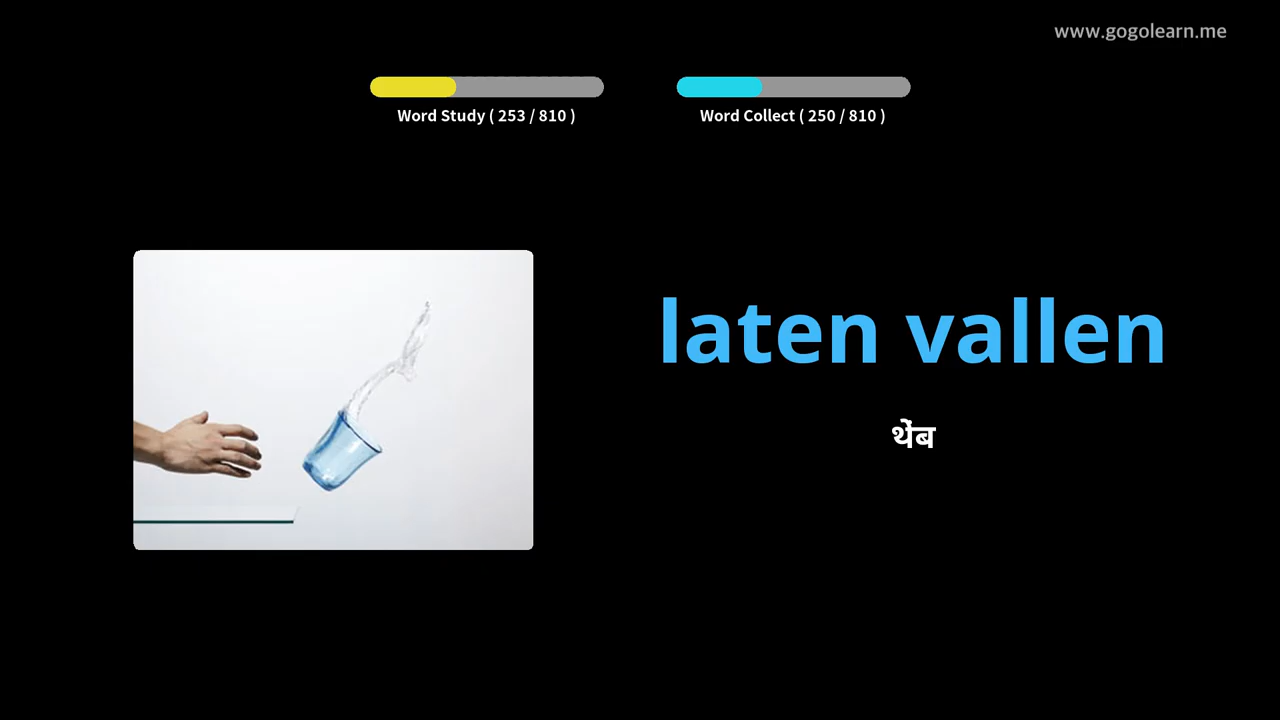 www.gogolearn.me
Word Study ( 253 / 810 )
Word Collect ( 250 / 810 )
laten vallen
थेंब